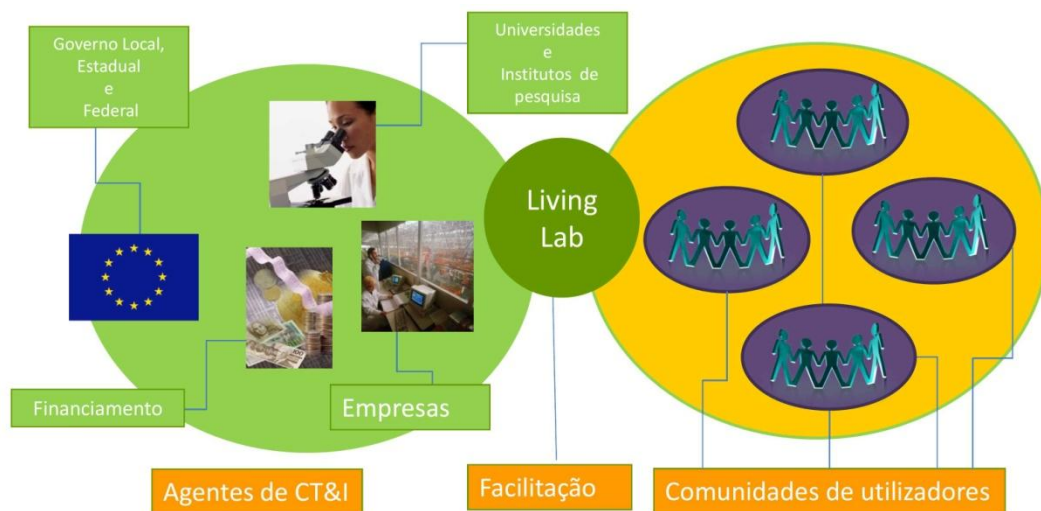 Governo Local,
Estadual
e
Federal
Universidades
e
Institutos de
pesquisa
Living
Lab
Financiamento
Empresas
Agentes de CT&I
Facilitação
Comunidades de utilizadores